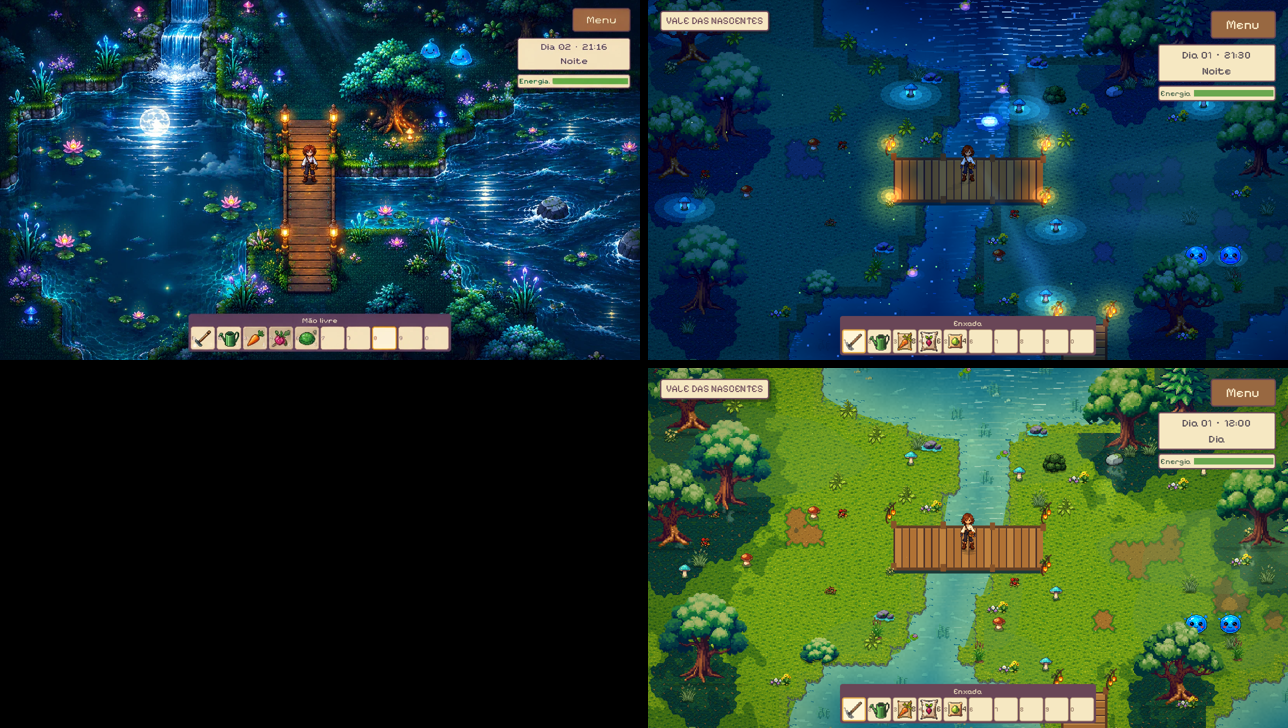 Menu
Dia 02 · 21:16
Noite
Energia
Mão livre
VALE DAS NASCENTES
Menu
Dia 01 · 21:30
Noite
Energia
Enxada
VALE DAS NASCENTES
Menu
Dia 01 · 12:00
Dia
Energia
Enxada